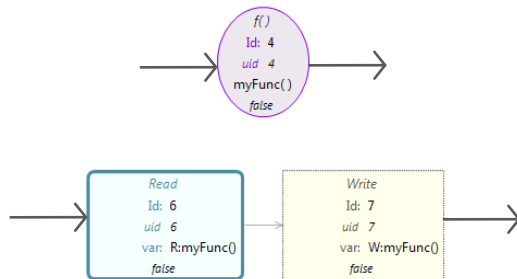 f( )
Id: 4
uid 4
myFunc( )
false
Read
Id: 6
uid 6
var: R:myFunc()
false
Write
Id: 7
uid 7
var: W:myFunc()
false